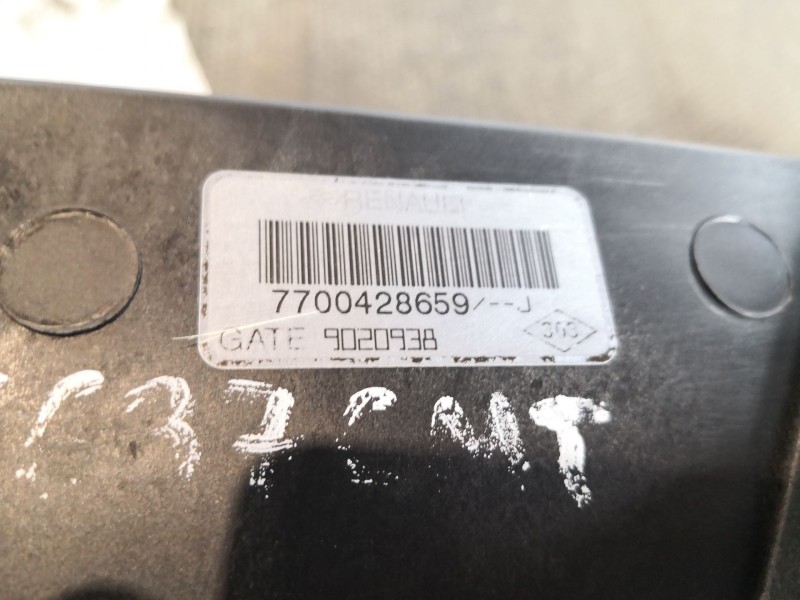 RENAULT
7700428659/--J
GATE 9020938
303